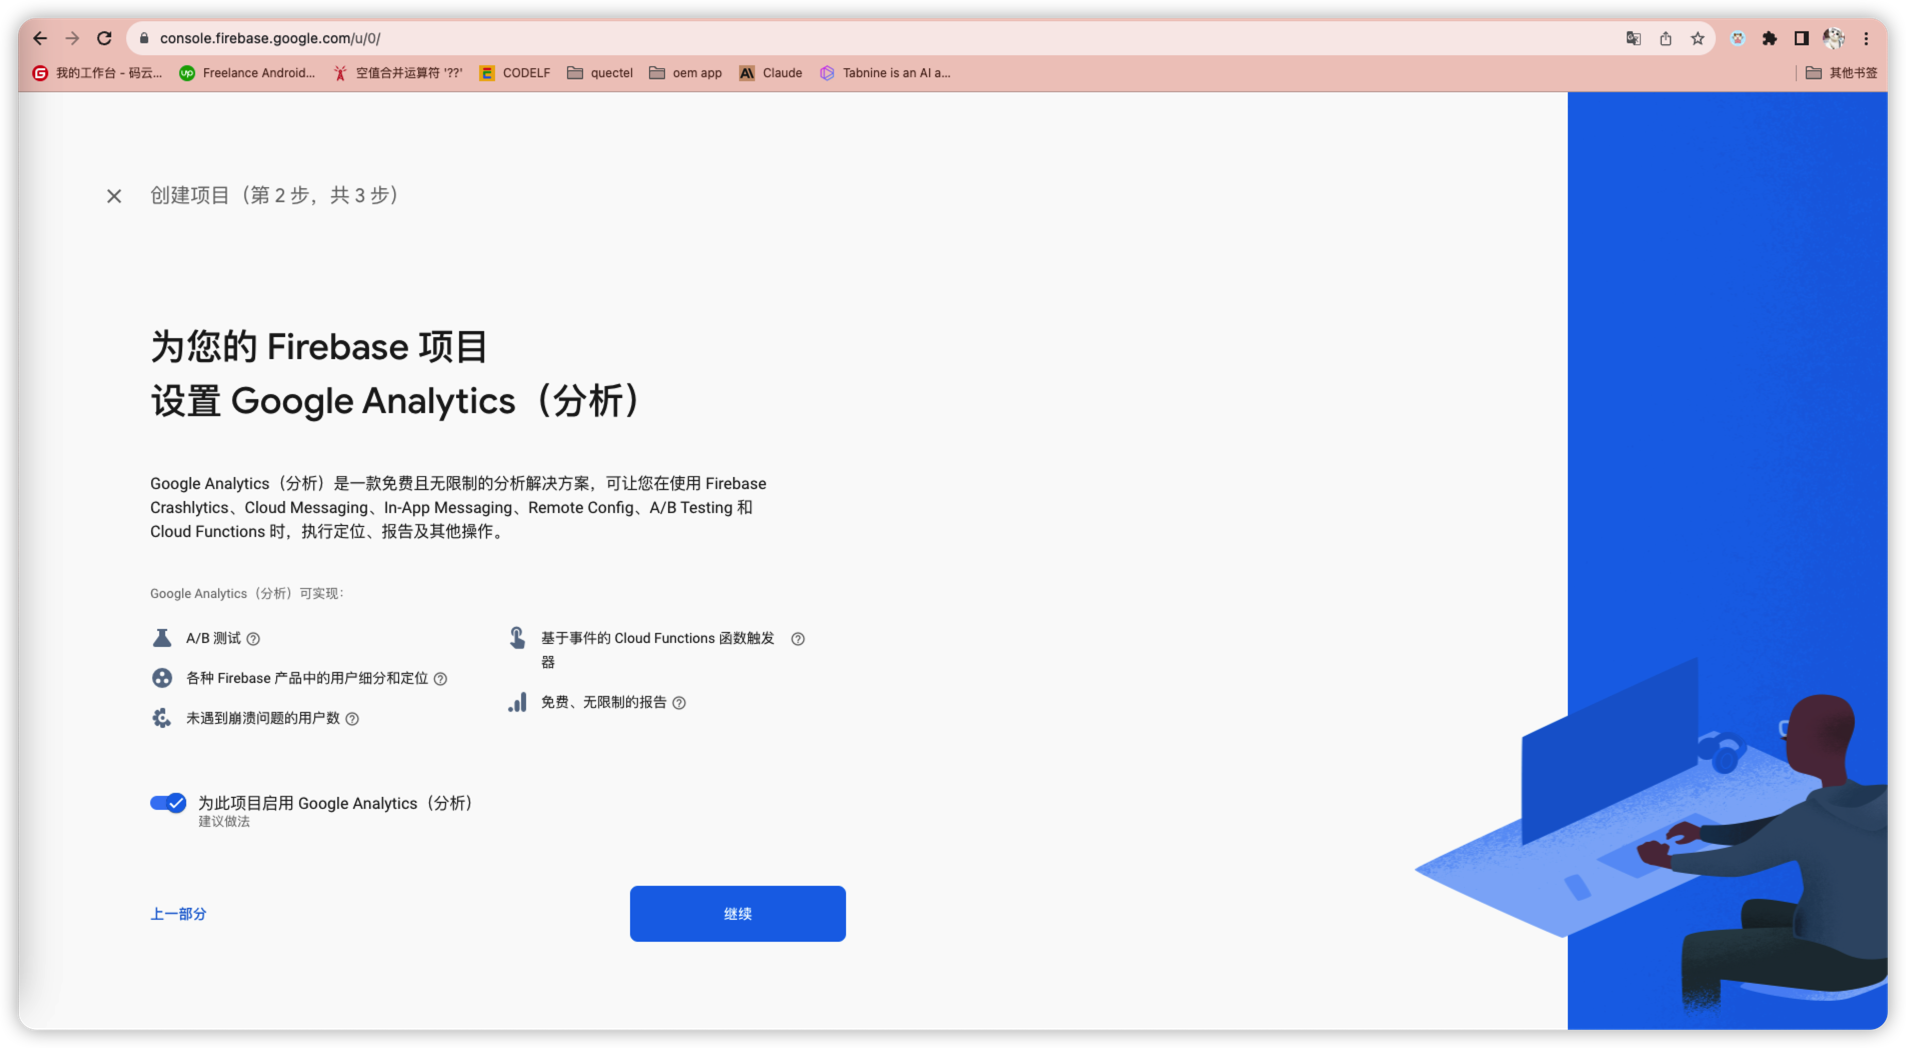 console.firebase.google.com/u/0/
我的工作台 - 码云...
Freelance Android...
空值合并运算符 '??'
CODELF
quectel
oem app
Claude
Tabnine is an AI a...
其他书签
创建项目（第 2 步，共 3 步）
为您的 Firebase 项目
设置 Google Analytics（分析）
Google Analytics（分析）是一款免费且无限制的分析解决方案，可让您在使用 Firebase
Crashlytics、Cloud Messaging、In-App Messaging、Remote Config、A/B Testing 和
Cloud Functions 时，执行定位、报告及其他操作。
Google Analytics（分析）可实现：
A/B 测试
各种 Firebase 产品中的用户细分和定位
未遇到崩溃问题的用户数
基于事件的 Cloud Functions 函数触发
器
免费、无限制的报告
为此项目启用 Google Analytics（分析）
建议做法
上一部分
继续